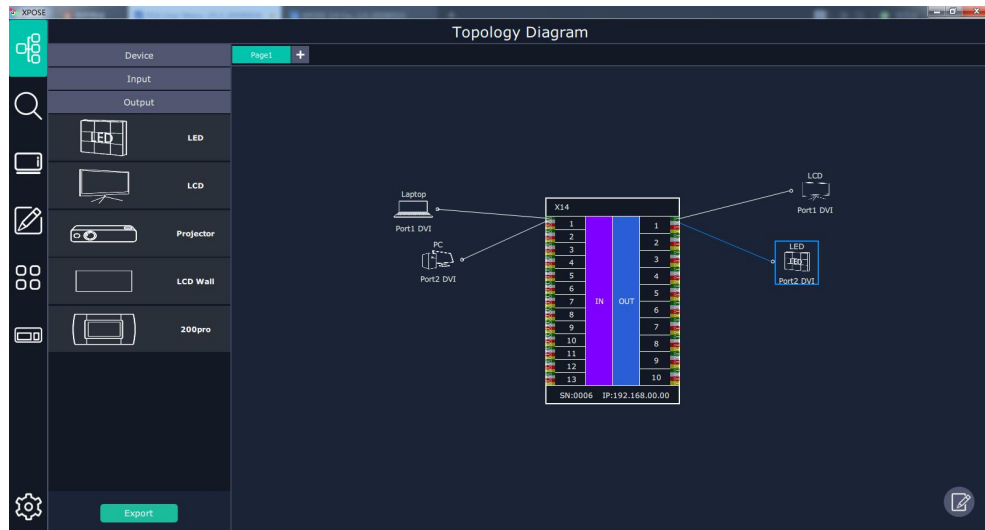 XPOSE
Topology Diagram
Device
Input
Output
LED
LED
LCD
Projector
LCD Wall
200pro
Export
Page1
+
Laptop
Port1 DVI
PC
Port2 DVI
X14
1
2
3
4
5
6
7
8
9
10
11
12
13
IN
OUT
1
2
3
4
5
6
7
8
9
10
SN:0006 IP:192.168.00.00
LCD
Port1 DVI
LED
LED
Port2 DVI